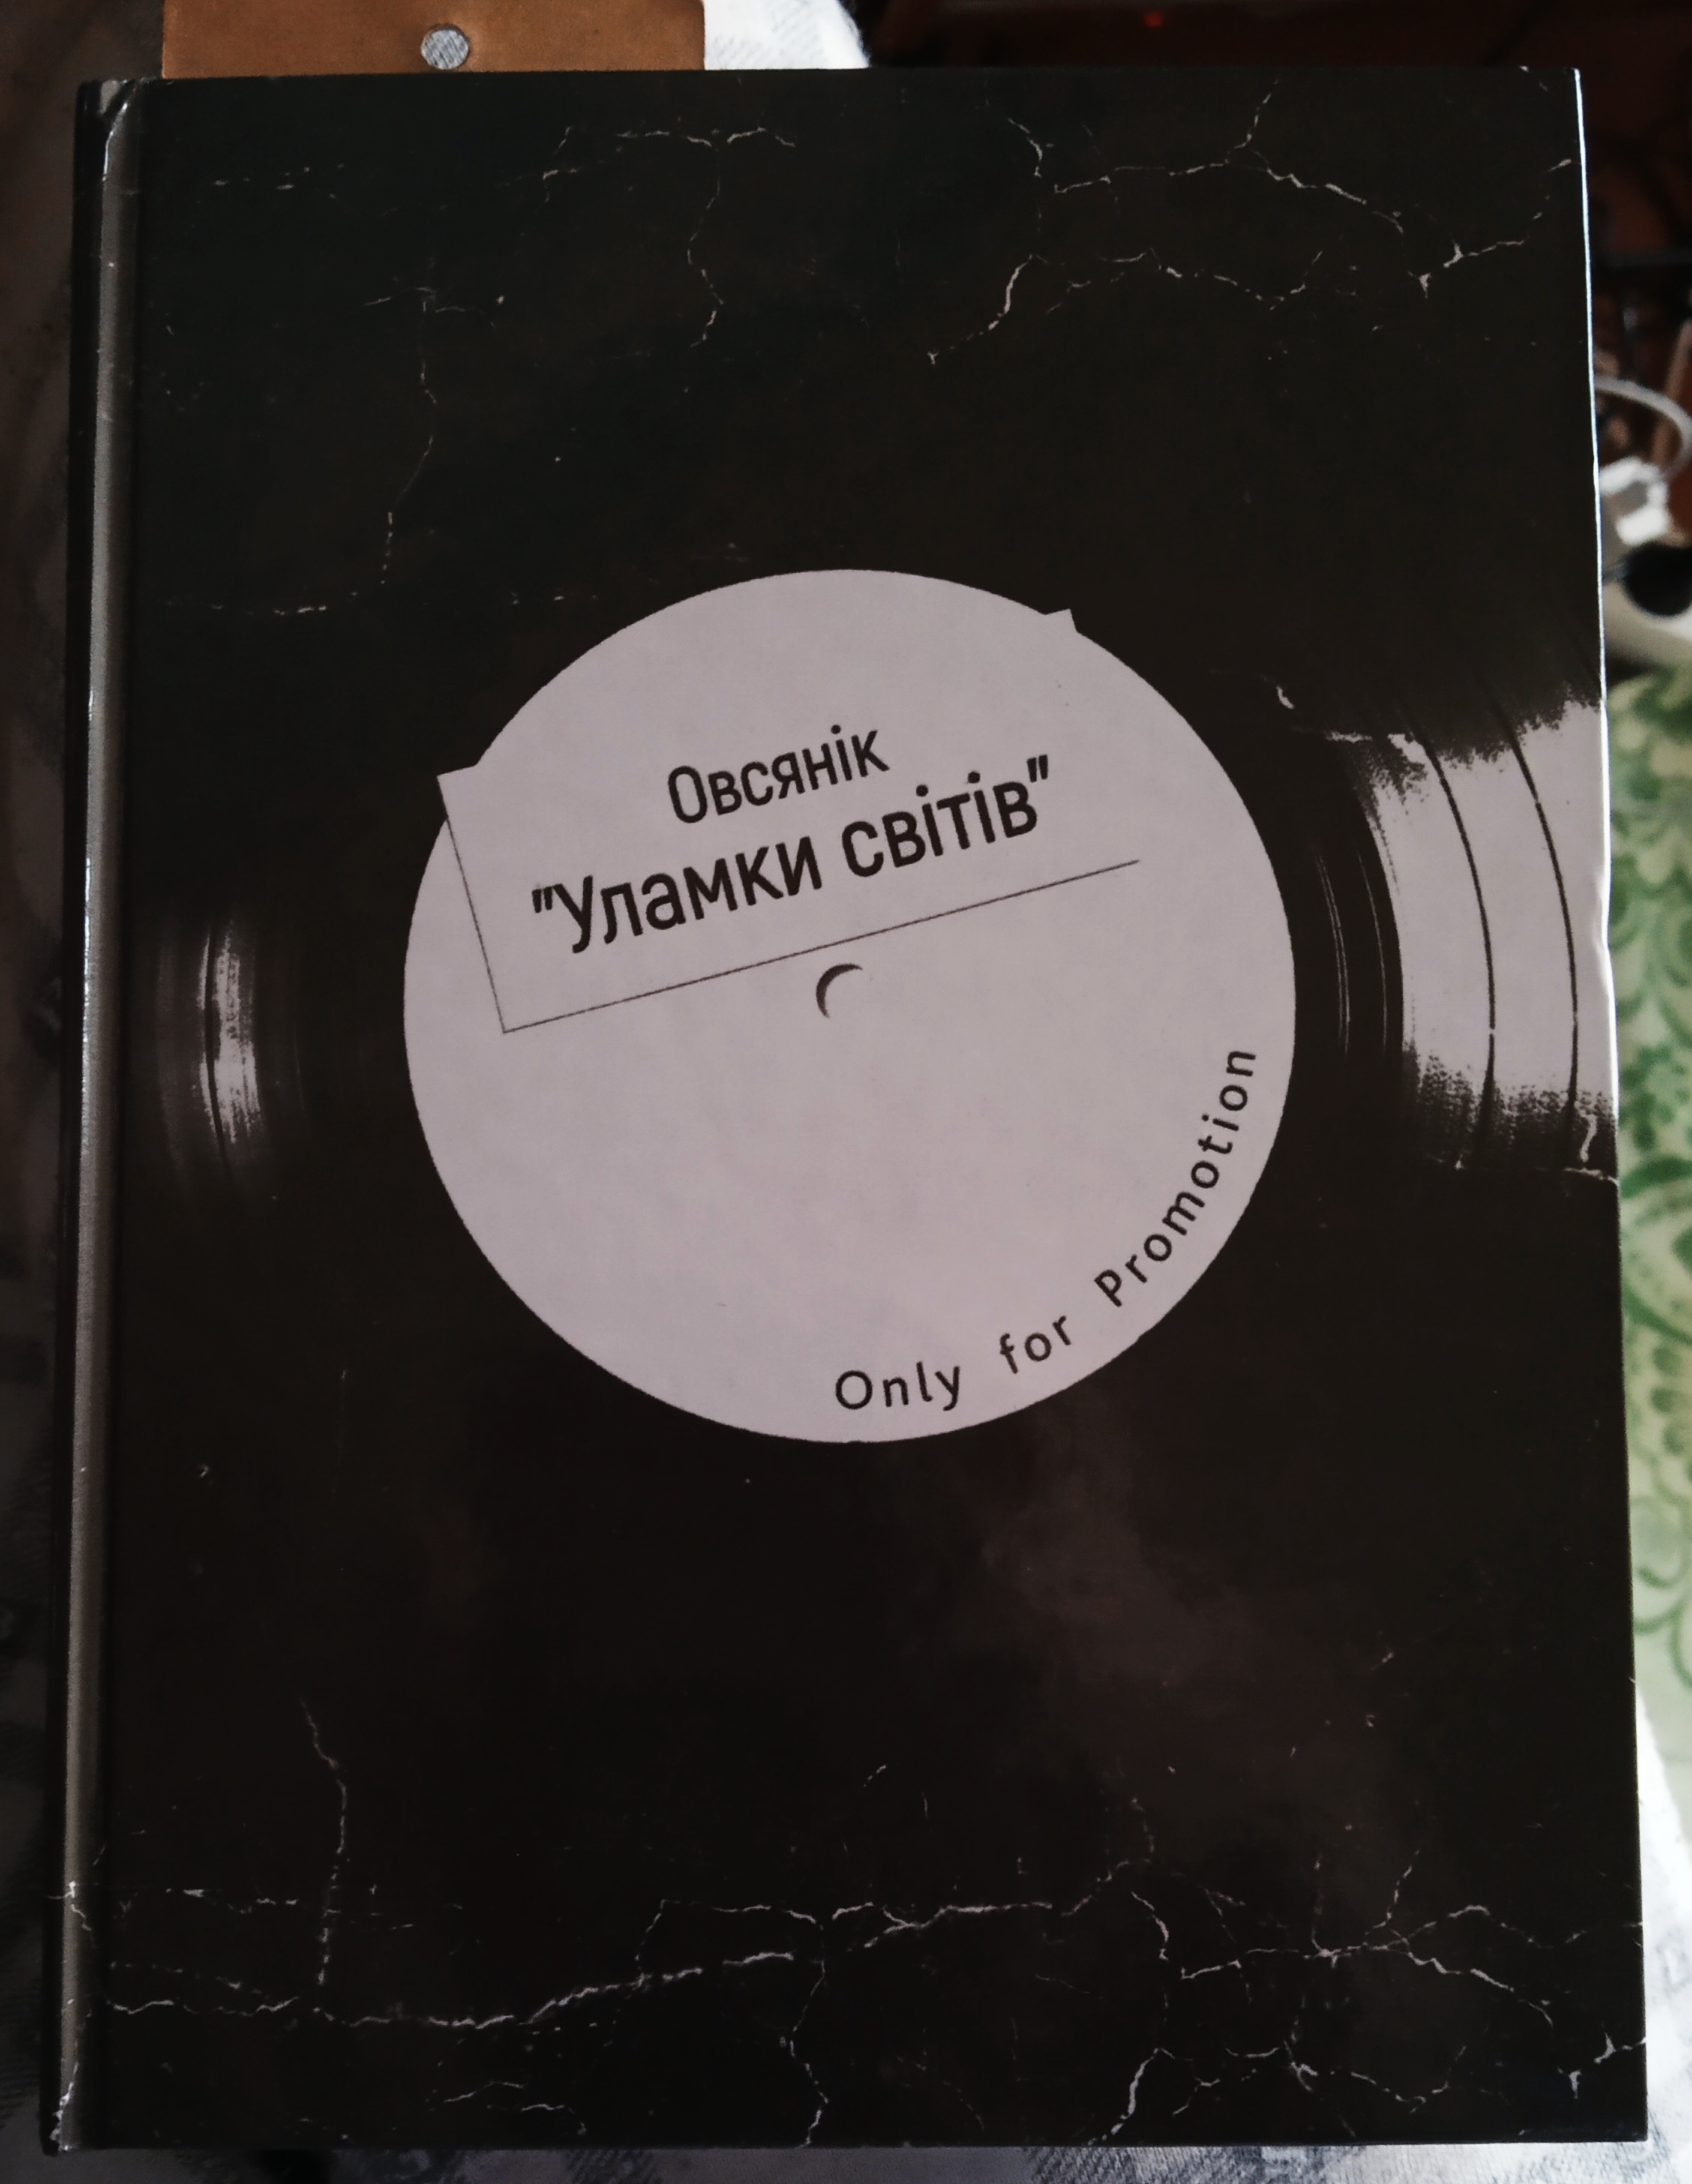 Овсянік
"Уламки світів"
Only for Promotion